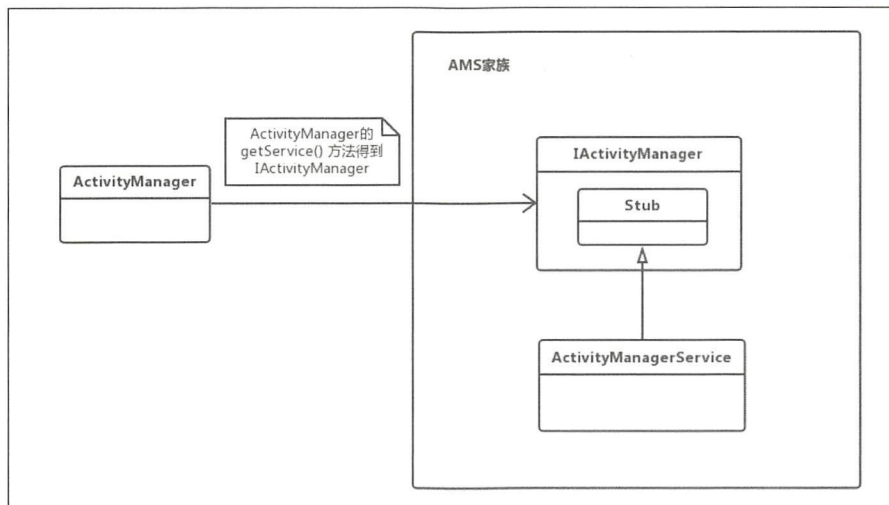 AMS家族
ActivityManager的
getService() 方法得到
IActivityManager
ActivityManager
IActivityManager
Stub
ActivityManagerService